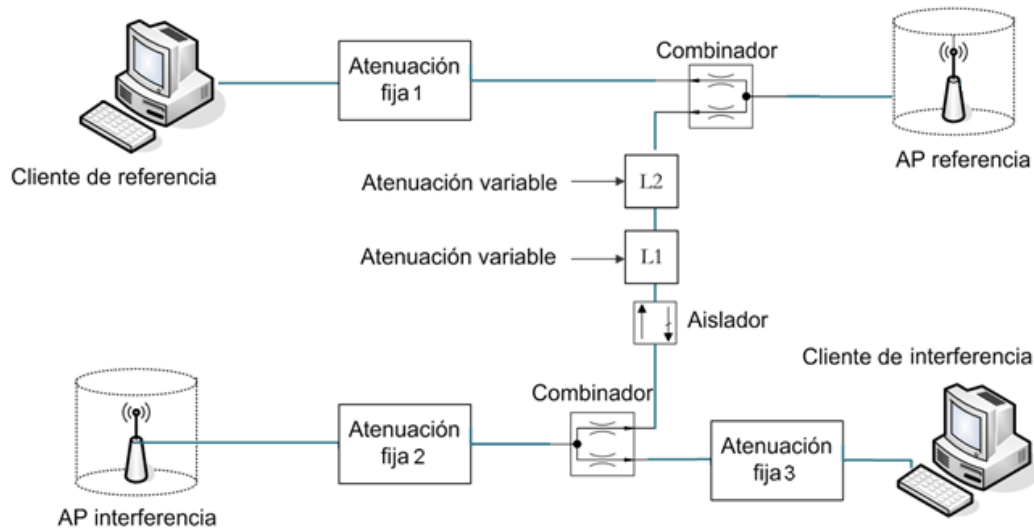 Combinador
Atenuación
fija 1
Cliente de referencia
AP referencia
Atenuación variable
L2
Atenuación variable
L1
Aislador
Cliente de interferencia
Combinador
Atenuación
fija 2
Atenuación
fija 3
AP interferencia